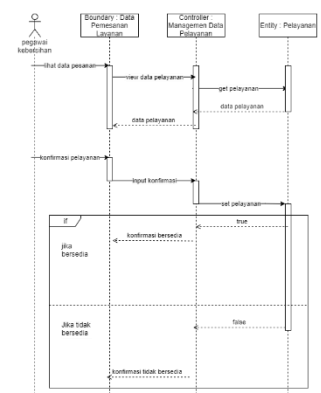 Boundary : Data
Pemesanan
Layanan
Controller :
Managemen Data
Pelayanan
Entity : Pelayanan
pegawai
kebersihan
lihat data pesanan
view data pelayanan
get pelayanan
data pelayanan
data pelayanan
konfirmasi pelayanan
input konfirmasi
set pelayanan
if
true
konfirmasi bersedia
jika
bersedia
Jika tidak
bersedia
false
konfirmasi tidak bersedia